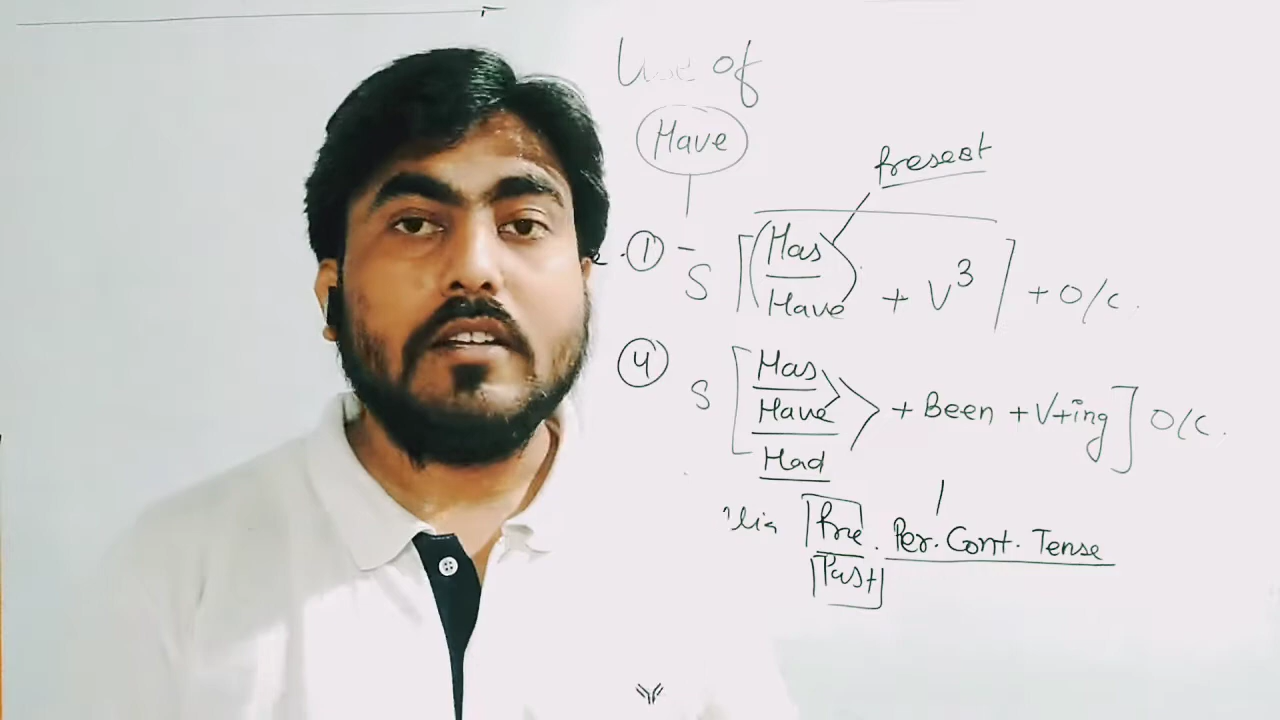 Use of
Have
Present
① - S [(Has
Have + V³] + O/C.
④ S [Has
Have + Been + V+ing] O/C.
Had
Pre. Per. Cont. Tense
Past